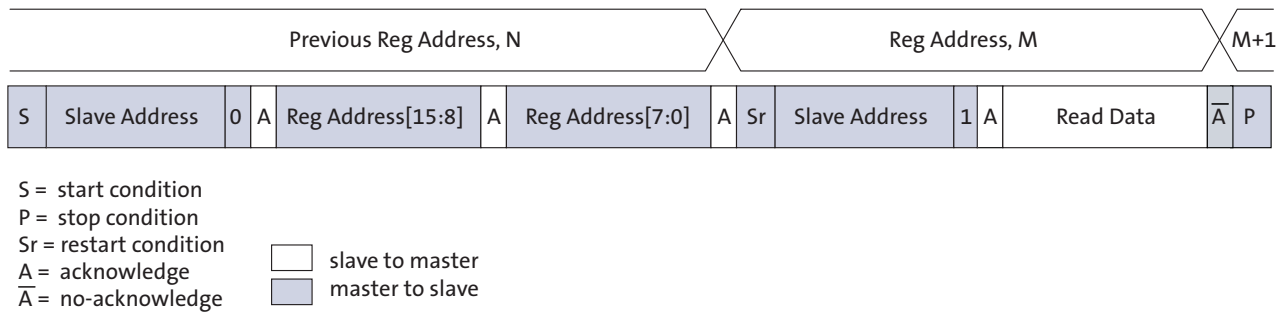 Previous Reg Address, N Reg Address, M M+1
S Slave Address 0 A Reg Address[15:8] A Reg Address[7:0] A Sr Slave Address 1 A Read Data A̅ P
S = start condition
P = stop condition
Sr = restart condition
A = acknowledge
A̅ = no-acknowledge
slave to master
master to slave